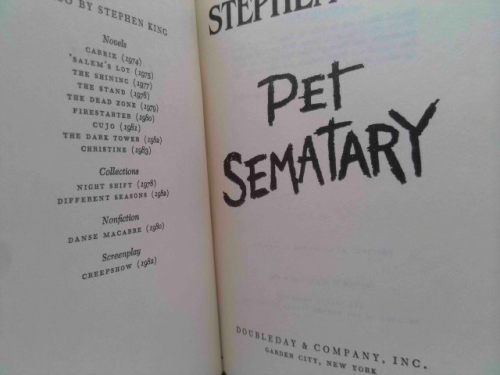 SO BY STEPHEN KING
Novels
CARRIE (1974)
'SALEM'S LOT (1975)
THE SHINING (1977)
THE STAND (1978)
THE DEAD ZONE (1979)
FIRESTARTER (1980)
CUJO (1981)
THE DARK TOWER (1982)
CHRISTINE (1983)
Collections
NIGHT SHIFT (1978)
DIFFERENT SEASONS (1982)
Nonfiction
DANSE MACABRE (1980)
Screenplay
CREEPSHOW (1982)
STEPHEN
PET
SEMATARY
DOUBLEDAY & COMPANY, INC.
GARDEN CITY, NEW YORK